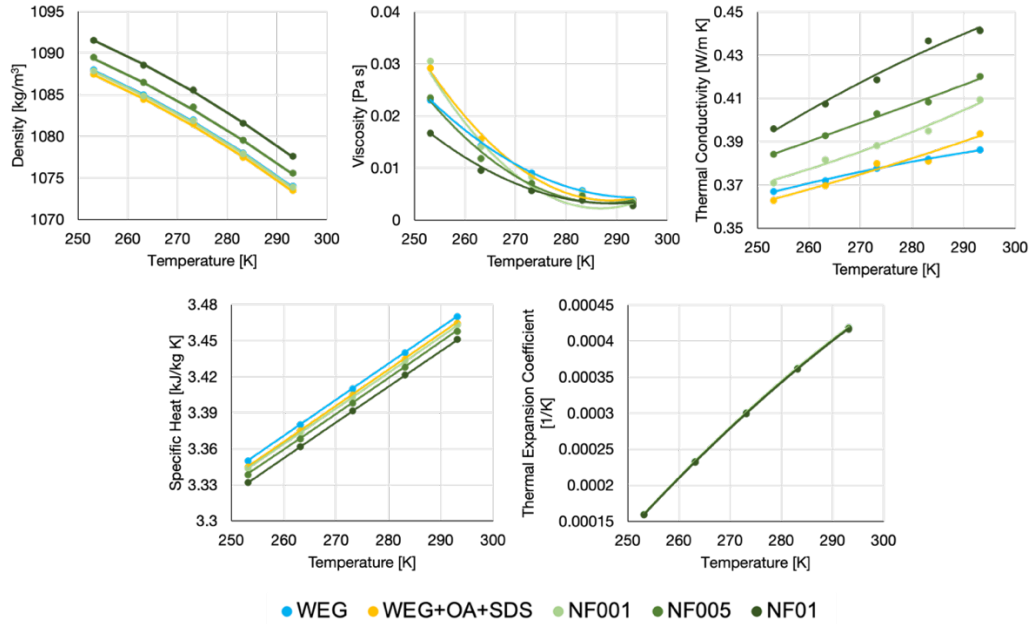 Density [kg/m³]
1095
1090
1085
1080
1075
1070
250 260 270 280 290 300
Temperature [K]
Viscosity [Pa s]
0.04
0.03
0.02
0.01
0
250 260 270 280 290 300
Temperature [K]
Thermal Conductivity [W/m K]
0.45
0.43
0.41
0.39
0.37
0.35
250 260 270 280 290 300
Temperature [K]
Specific Heat [kJ/kg K]
3.48
3.45
3.42
3.39
3.36
3.33
3.3
250 260 270 280 290 300
Temperature [K]
Thermal Expansion Coefficient
[1/K]
0.00045
0.0004
0.00035
0.0003
0.00025
0.0002
0.00015
250 260 270 280 290 300
Temperature [K]
WEG WEG+OA+SDS NF001 NF005 NF01